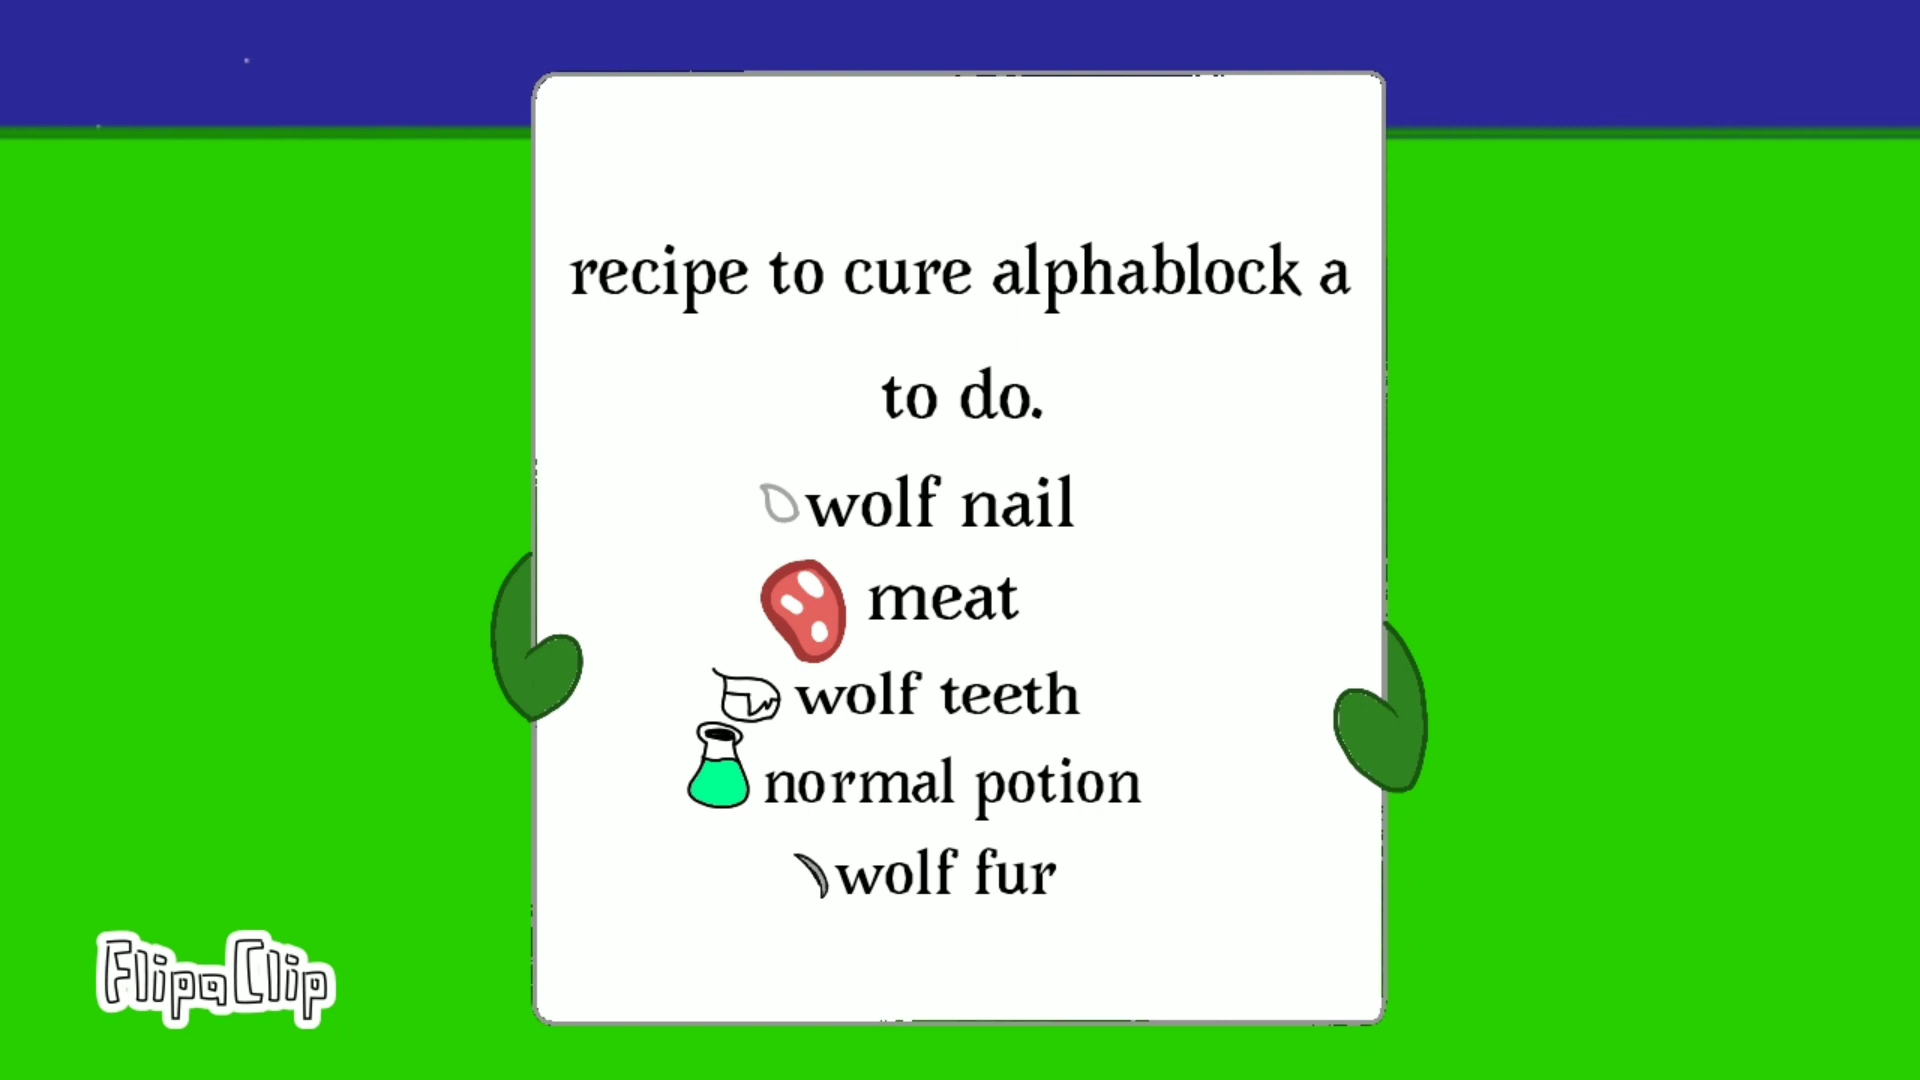 recipe to cure alphablock a
to do.
wolf nail
meat
wolf teeth
normal potion
wolf fur
FlipaClip